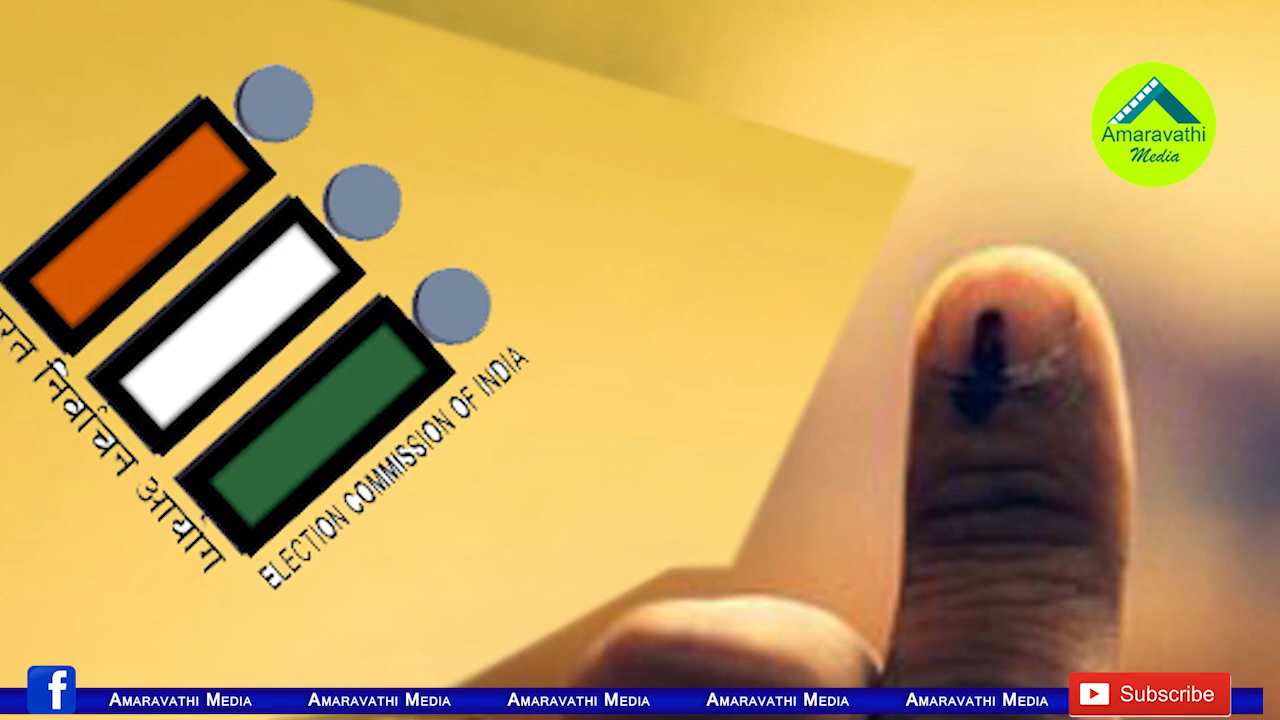 Amaravathi
Media
भारत निर्वाचन आयोग
ELECTION COMMISSION OF INDIA
f
AMARAVATHI MEDIA AMARAVATHI MEDIA AMARAVATHI MEDIA AMARAVATHI MEDIA AMARAVATHI MEDIA
Subscribe